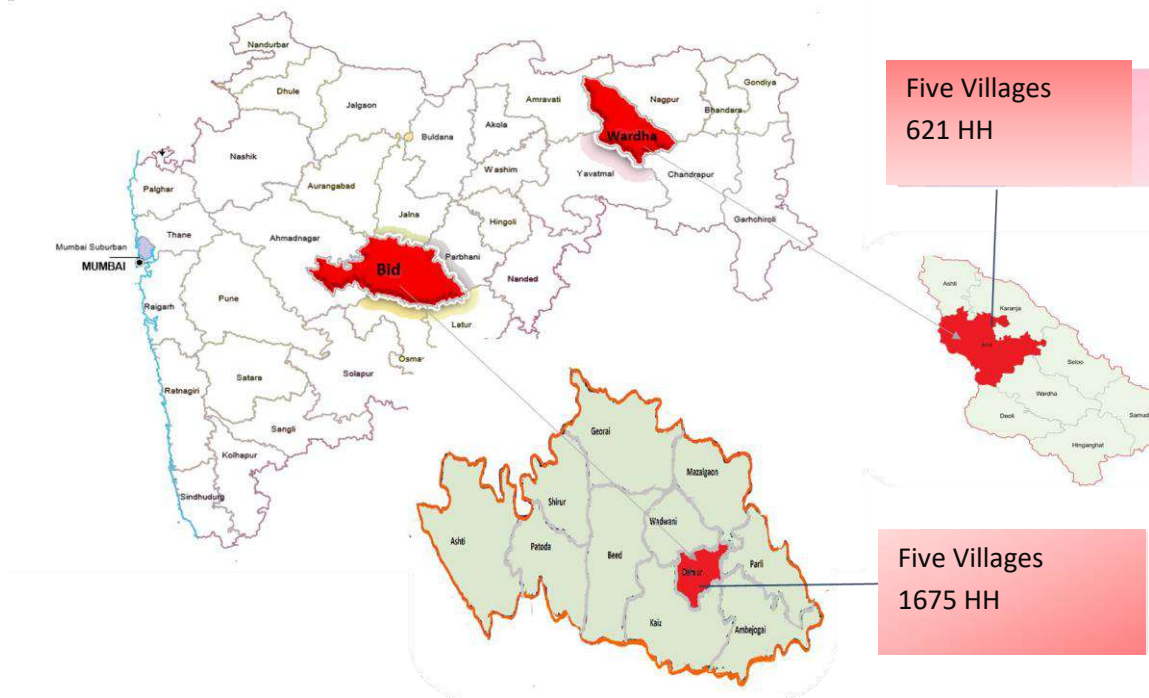 Nandurbar
Dhule
Jalgaon
Buldana
Akola
Amravati
Wardha
Nagpur
Bhandara
Gondiya
Nashik
Palghar
Thane
Mumbai Suburban
MUMBAI
Aurangabad
Jalna
Washim
Hingoli
Yavatmal
Chandrapur
Garhchiroli
Ahmadnagar
Bid
Parbhani
Nanded
Raigarh
Pune
Latur
Osmar
Solapur
Ratnagiri
Satara
Sangli
Kolhapur
Sindhudurg
Five Villages
621 HH
Ashti
Karanja
Seloo
Wardha
Deoli
Samud
Hinganghat
Georai
Mazalgaon
Shirur
Wadwani
Ashti
Patoda
Beed
Parli
Kaiz
Ambejogai
Five Villages
1675 HH